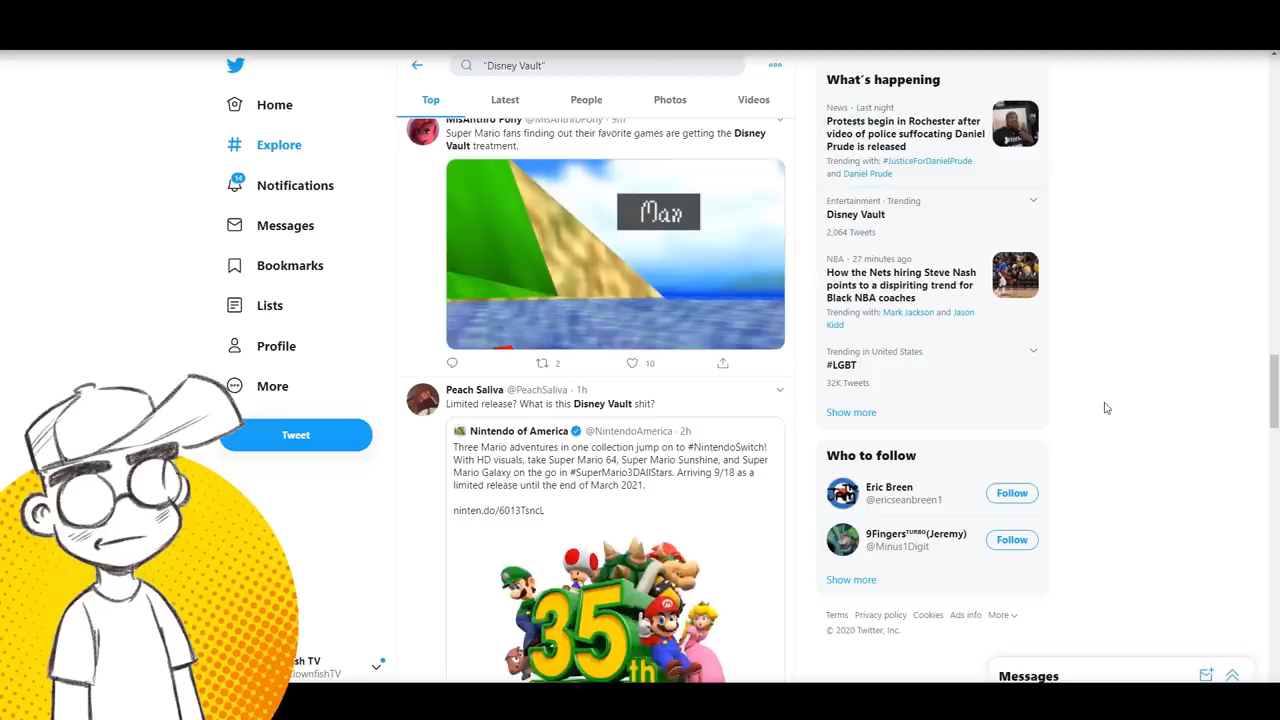 "Disney Vault"
Home
Explore
14
Notifications
Messages
Bookmarks
Lists
Profile
More
Tweet
sh TV
lownfishTV
Top
Latest
People
Photos
Videos
MisAnthro Pony @MisAnthroPony · 9m
Super Mario fans finding out their favorite games are getting the Disney
Vault treatment.
Max
2
10
Peach Saliva @PeachSaliva · 1h
Limited release? What is this Disney Vault shit?
Nintendo of America @NintendoAmerica · 2h
Three Mario adventures in one collection jump on to #NintendoSwitch!
With HD visuals, take Super Mario 64, Super Mario Sunshine, and Super
Mario Galaxy on the go in #SuperMario3DAllStars. Arriving 9/18 as a
limited release until the end of March 2021.
ninten.do/6013TsncL
35th
What's happening
News · Last night
Protests begin in Rochester after
video of police suffocating Daniel
Prude is released
Trending with: #JusticeForDanielPrude
and Daniel Prude
Entertainment · Trending
Disney Vault
2,064 Tweets
NBA · 27 minutes ago
How the Nets hiring Steve Nash
points to a dispiriting trend for
Black NBA coaches
Trending with: Mark Jackson and Jason
Kidd
Trending in United States
#LGBT
32K Tweets
Show more
Who to follow
Eric Breen
@ericseanbreen1
Follow
9Fingersᵀᵁᴿᴮᴼ(Jeremy)
@Minus1Digit
Follow
Show more
Terms Privacy policy Cookies Ads info More
© 2020 Twitter, Inc.
Messages